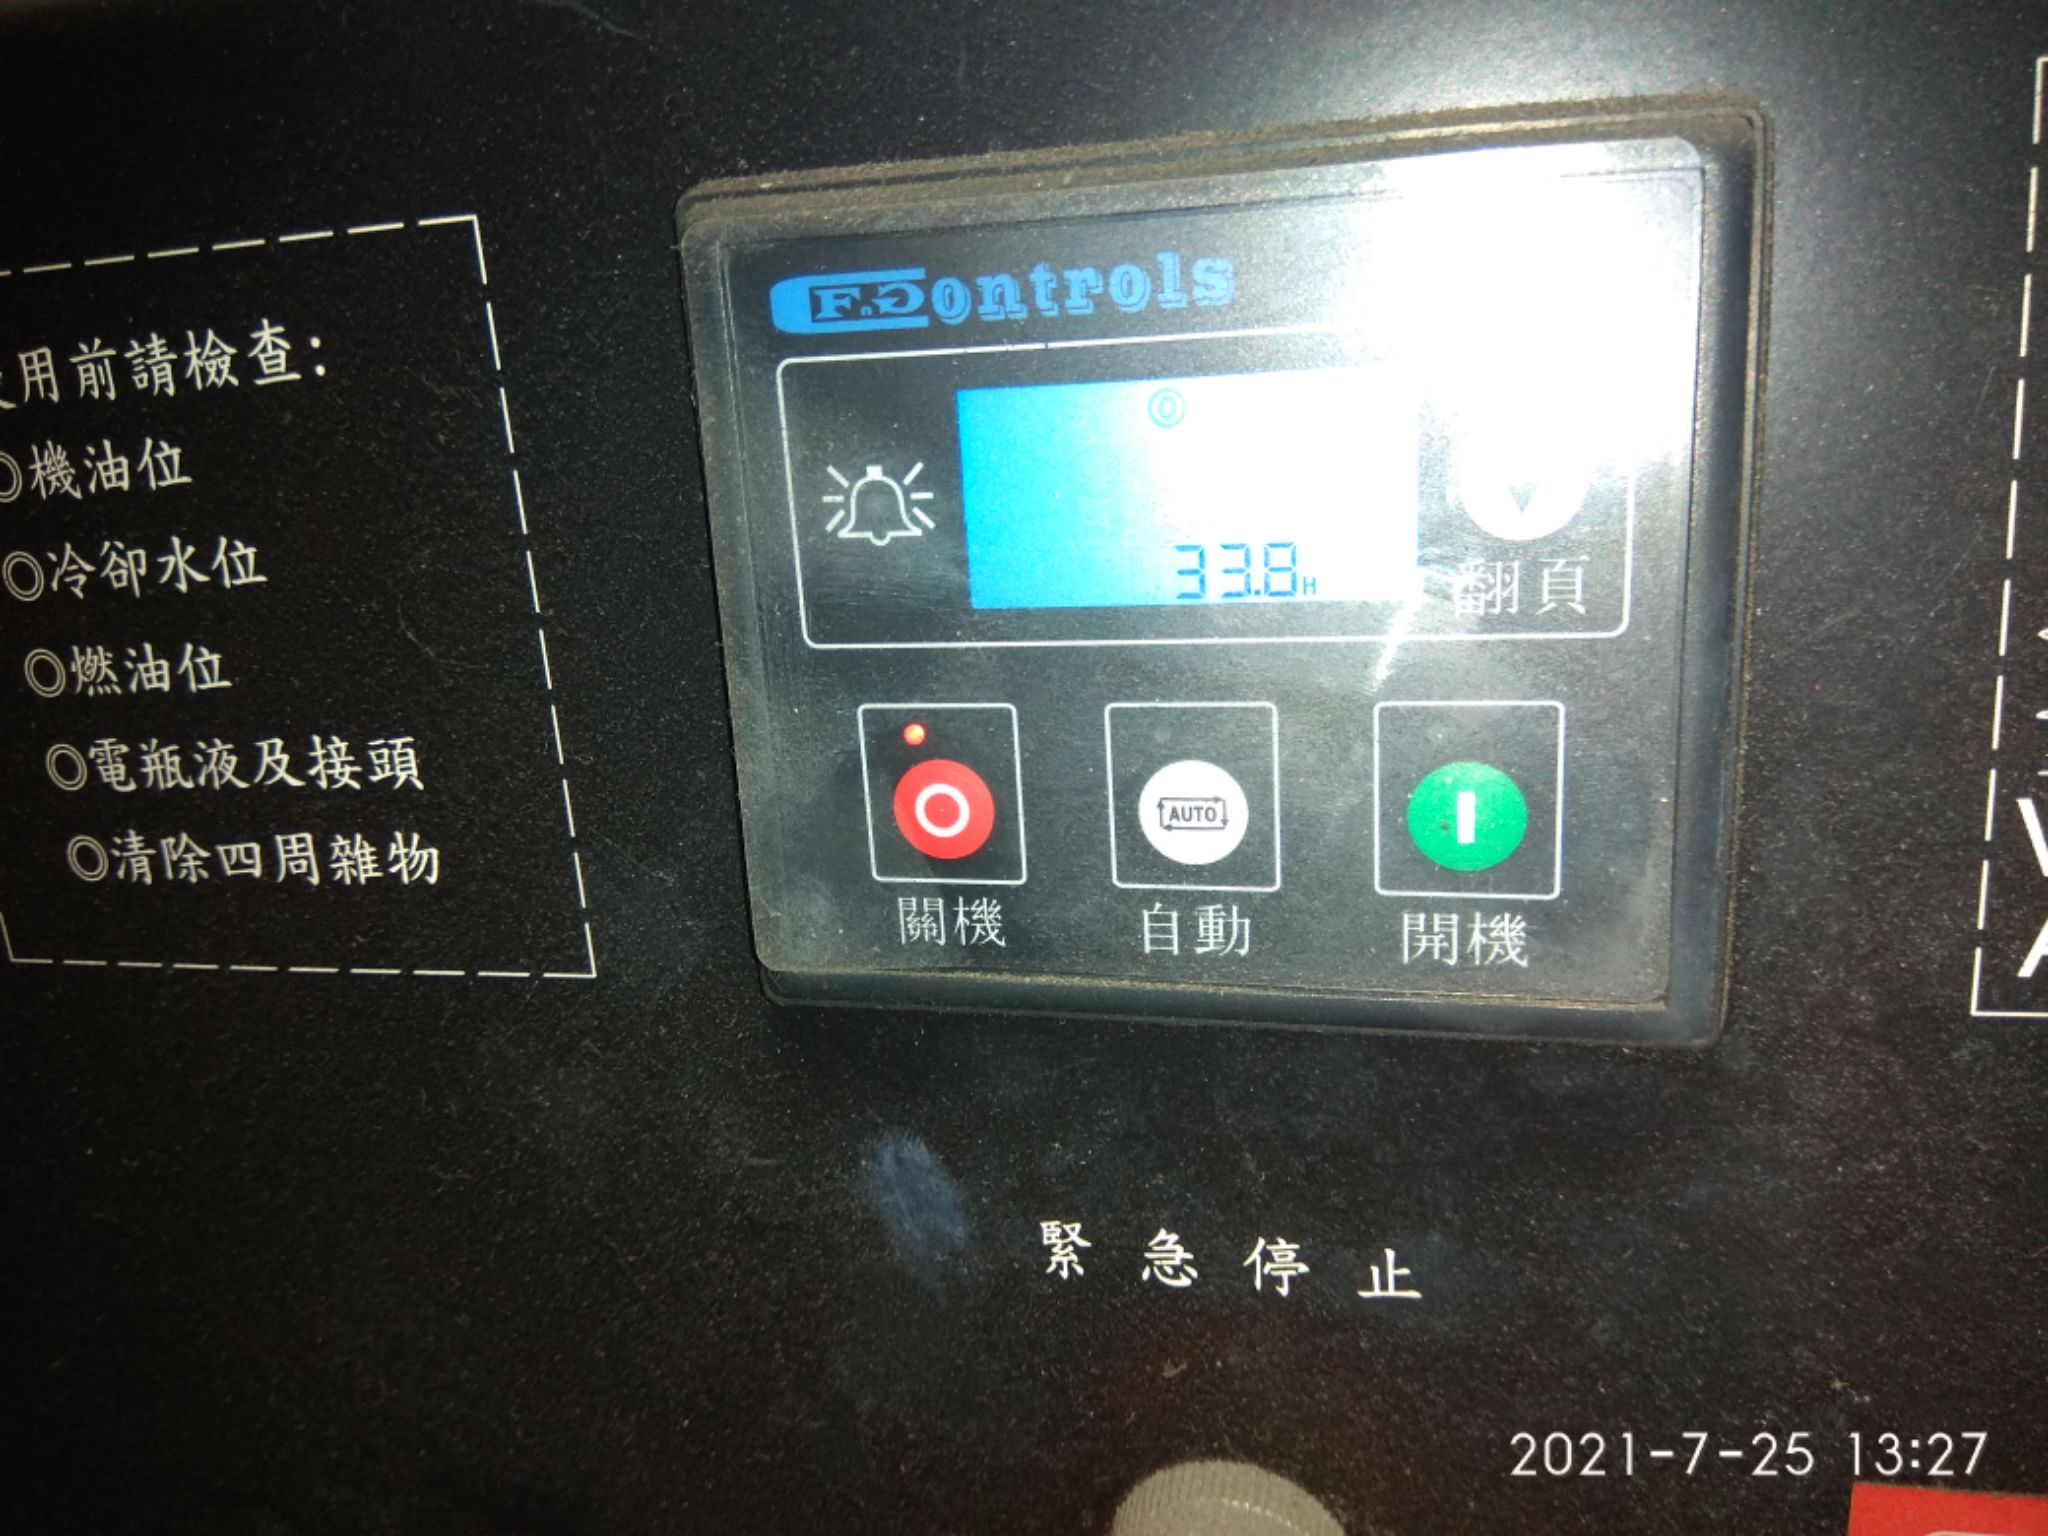 用前請檢查：
◎機油位
◎冷卻水位
◎燃油位
◎電瓶液及接頭
◎清除四周雜物
F.G Controls
33.8H
翻頁
AUTO
關機
自動
開機
緊急停止
2021-7-25 13:27